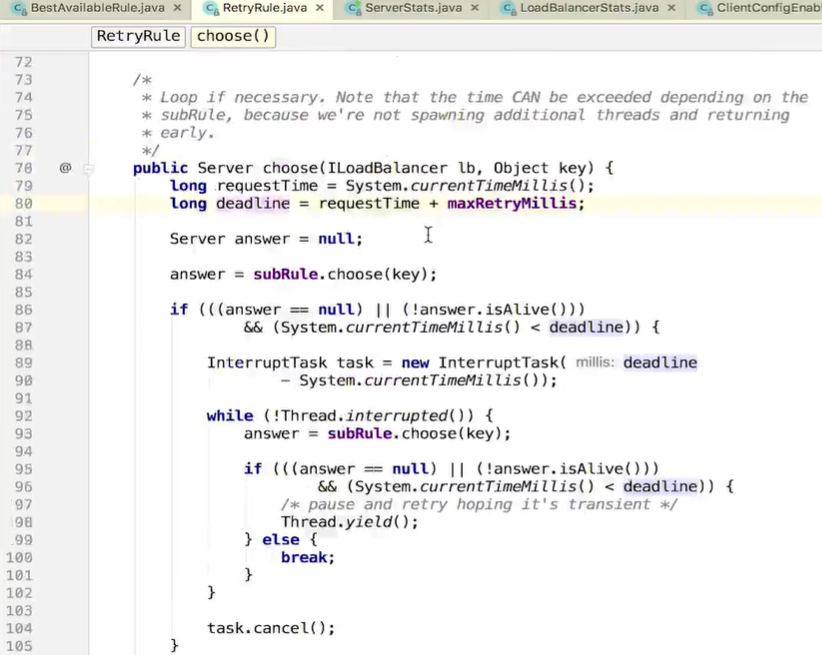 BestAvailableRule.java × RetryRule.java × ServerStats.java × LoadBalancerStats.java × ClientConfigEnab
RetryRule choose()
72
73 /*
74 * Loop if necessary. Note that the time CAN be exceeded depending on the
75 * subRule, because we're not spawning additional threads and returning
76 * early.
77 */
78 @ public Server choose(ILoadBalancer lb, Object key) {
79 long requestTime = System.currentTimeMillis();
80 long deadline = requestTime + maxRetryMillis;
81
82 Server answer = null;
83
84 answer = subRule.choose(key);
85
86 if (((answer == null) || (!answer.isAlive()))
87 && (System.currentTimeMillis() < deadline)) {
88
89 InterruptTask task = new InterruptTask( millis: deadline
90 - System.currentTimeMillis());
91
92 while (!Thread.interrupted()) {
93 answer = subRule.choose(key);
94
95 if (((answer == null) || (!answer.isAlive()))
96 && (System.currentTimeMillis() < deadline)) {
97 /* pause and retry hoping it's transient */
98 Thread.yield();
99 } else {
100 break;
101 }
102 }
103
104 task.cancel();
105 }